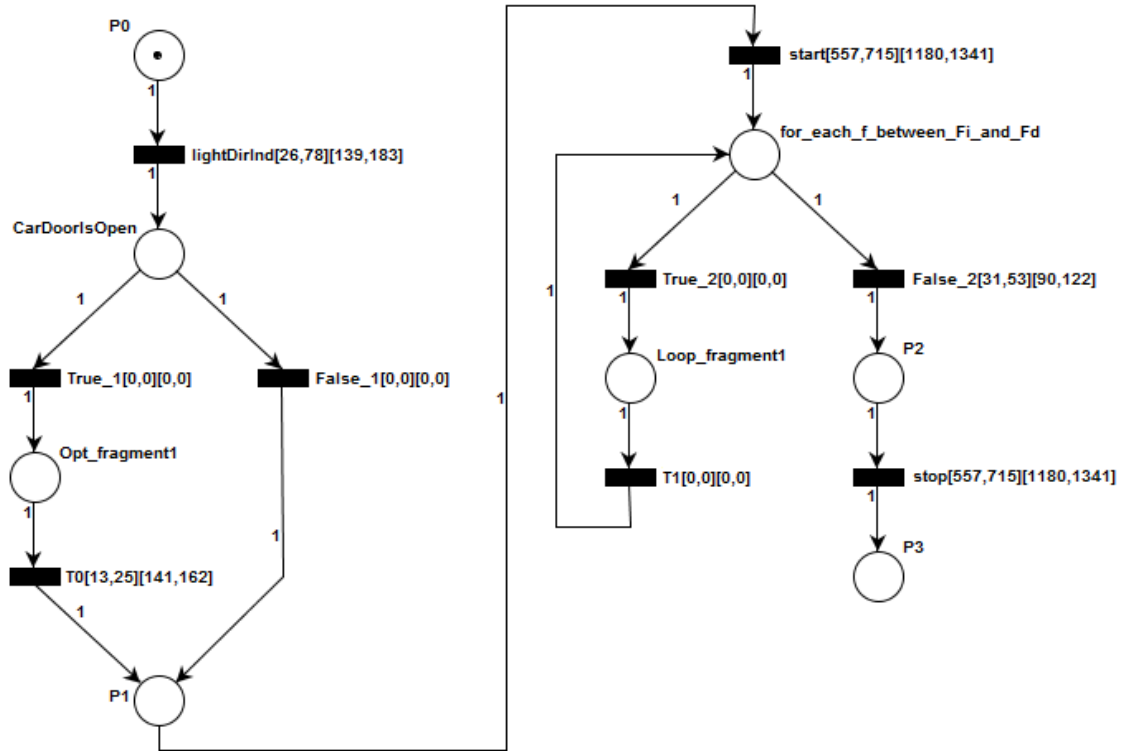 P0
1
lightDirInd[26,78][139,183]
1
CarDoorIsOpen
1
1
True_1[0,0][0,0]
False_1[0,0][0,0]
1
Opt_fragment1
1
1
T0[13,25][141,162]
1
P1
1
start[557,715][1180,1341]
1
for_each_f_between_Fi_and_Fd
1
1
1
True_2[0,0][0,0]
False_2[31,53][90,122]
1
1
Loop_fragment1
P2
1
1
T1[0,0][0,0]
stop[557,715][1180,1341]
1
P3